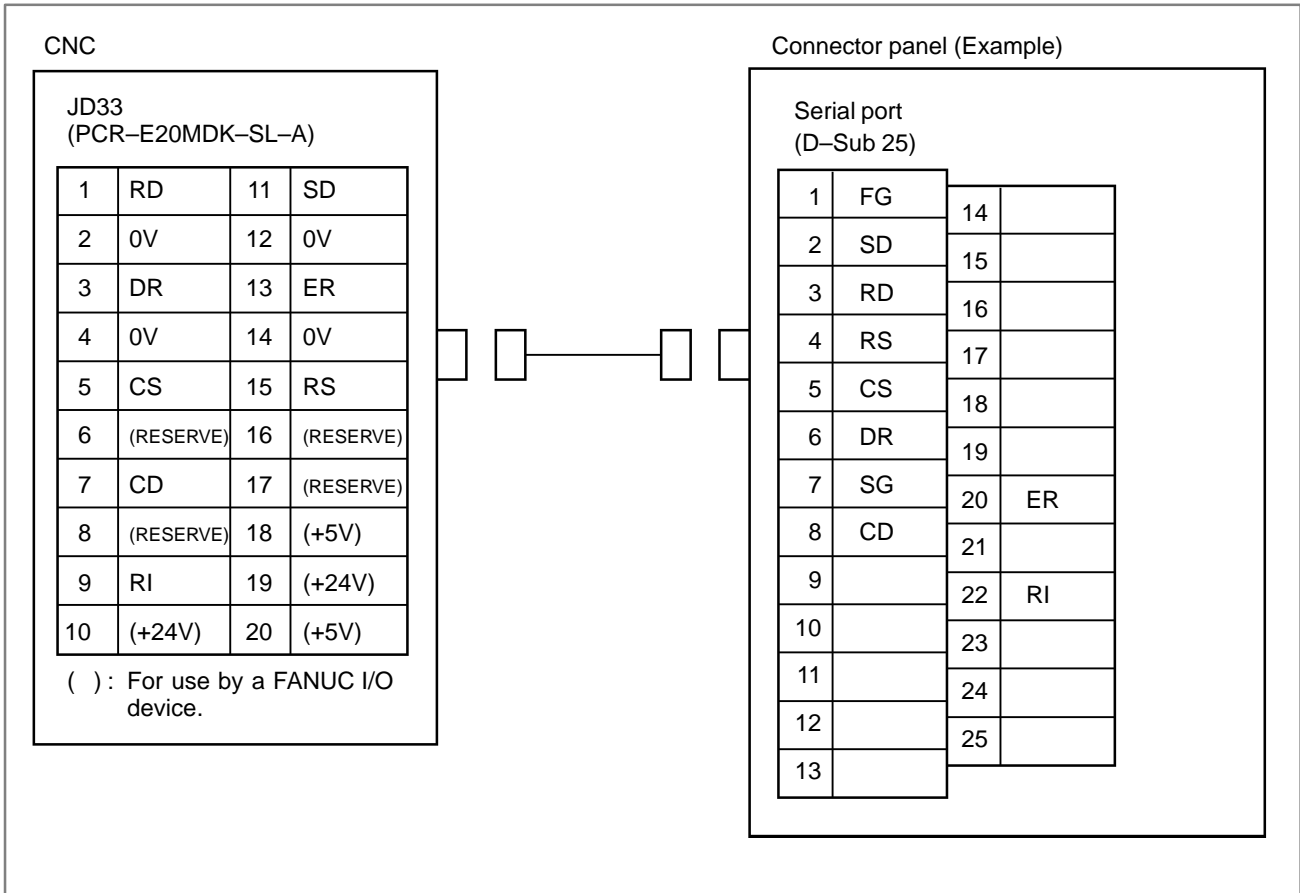 CNC
JD33
(PCR–E20MDK–SL–A)
1 RD 11 SD
2 0V 12 0V
3 DR 13 ER
4 0V 14 0V
5 CS 15 RS
6 (RESERVE) 16 (RESERVE)
7 CD 17 (RESERVE)
8 (RESERVE) 18 (+5V)
9 RI 19 (+24V)
10 (+24V) 20 (+5V)
( ) : For use by a FANUC I/O
device.
Connector panel (Example)
Serial port
(D–Sub 25)
1 FG
2 SD
3 RD
4 RS
5 CS
6 DR
7 SG
8 CD
9
10
11
12
13
14
15
16
17
18
19
20 ER
21
22 RI
23
24
25